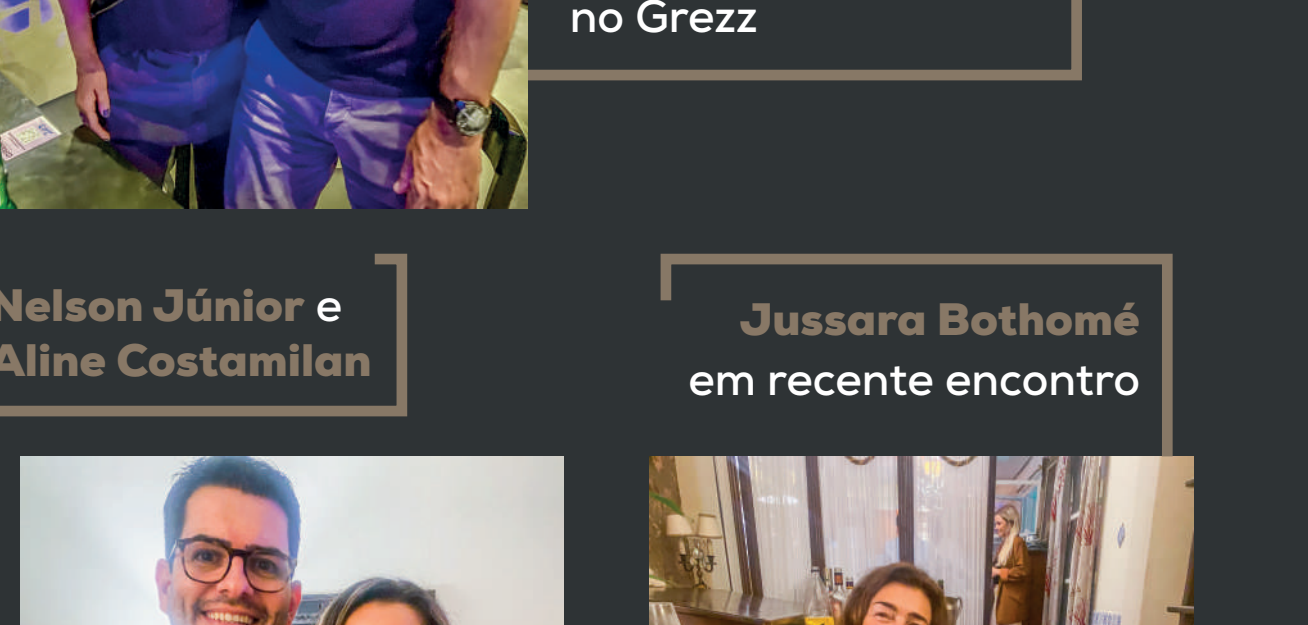 no Grezz
Nelson Júnior e
Aline Costamilan
Jussara Bothomé
em recente encontro